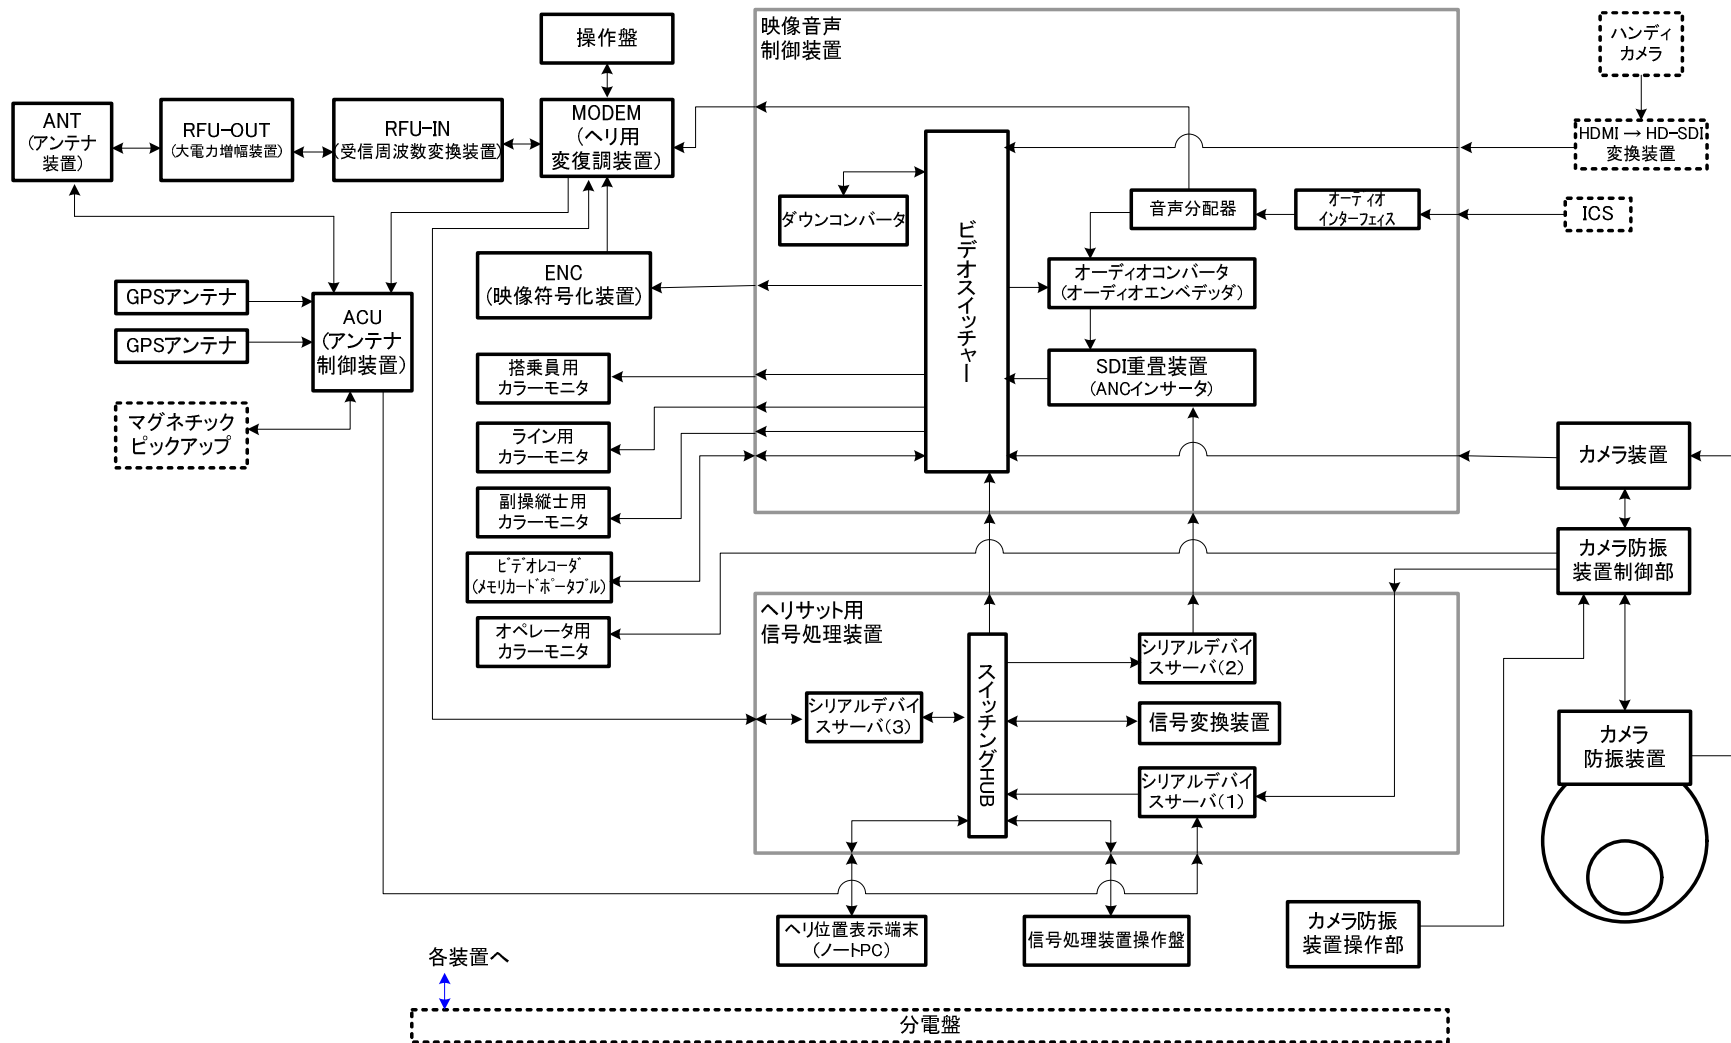 操作盤
映像音声
制御装置
ハンディ
カメラ
ANT
(アンテナ
装置)
RFU-OUT
(大電力増幅装置)
RFU-IN
(受信周波数変換装置)
MODEM
(ヘリ用
変復調装置)
HDMI→HD-SDI
変換装置
ダウンコンバータ
ビデオスイッチャー
音声分配器
オーディオ
インターフェイス
ICS
ENC
(映像符号化装置)
オーディオコンバータ
(オーディオエンベデッダ)
GPSアンテナ
GPSアンテナ
ACU
(アンテナ
制御装置)
搭乗員用
カラーモニタ
SDI重畳装置
(ANCインサータ)
マグネチック
ピックアップ
ライン用
カラーモニタ
カメラ装置
副操縦士用
カラーモニタ
ビデオレコーダ
(メモリカードポータブル)
カメラ防振
装置制御部
オペレータ用
カラーモニタ
ヘリサット用
信号処理装置
スイッチングHUB
シリアルデバイ
スサーバ(2)
シリアルデバイ
スサーバ(3)
信号変換装置
シリアルデバイ
スサーバ(1)
カメラ
防振装置
ヘリ位置表示端末
(ノートPC)
信号処理装置操作盤
カメラ防振
装置操作部
各装置へ
分電盤